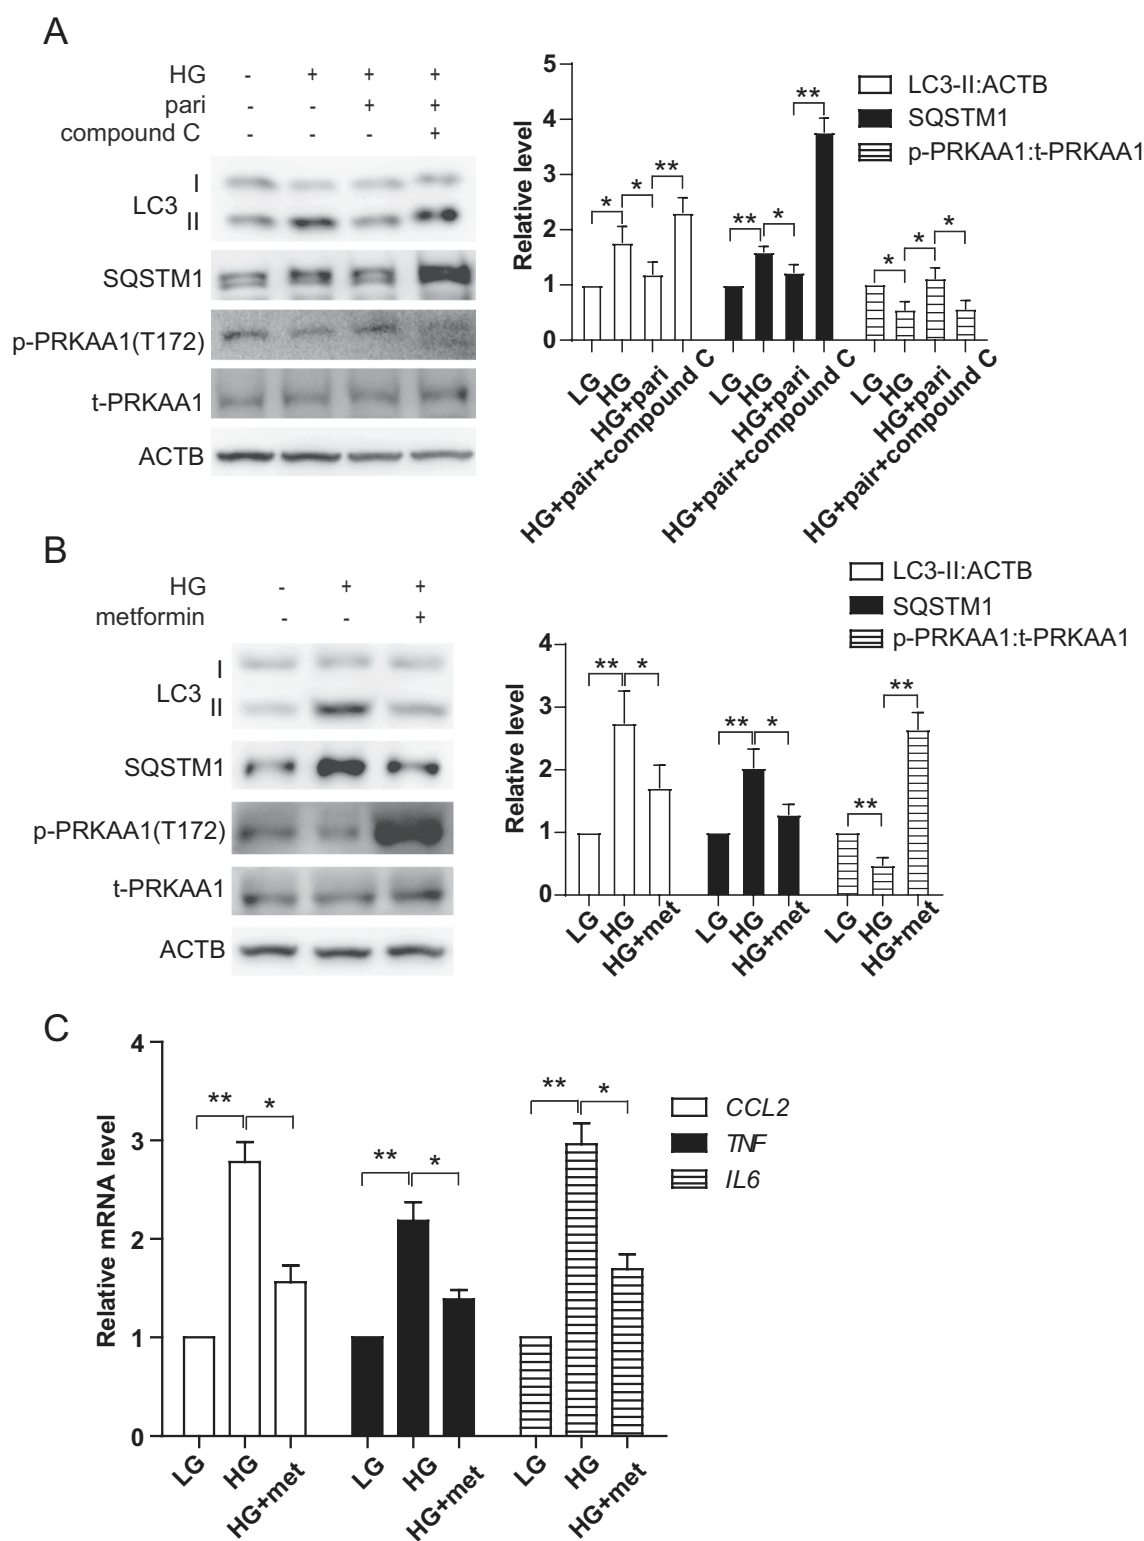 A
HG - + + +
pari - - + +
compound C - - - +
LC3 I
II
SQSTM1
p-PRKAA1(T172)
t-PRKAA1
ACTB
Relative level
5
4
3
2
1
0
* * **
** * **
* * *
LC3-II:ACTB
SQSTM1
p-PRKAA1:t-PRKAA1
LG HG HG+pari HG+pair+compound C
LG HG HG+pari HG+pair+compound C
LG HG HG+pari HG+pair+compound C
B
HG - + +
metformin - - +
LC3 I
II
SQSTM1
p-PRKAA1(T172)
t-PRKAA1
ACTB
LC3-II:ACTB
SQSTM1
p-PRKAA1:t-PRKAA1
Relative level
4
3
2
1
0
** *
** *
** **
LG HG HG+met
LG HG HG+met
LG HG HG+met
C
Relative mRNA level
4
3
2
1
0
** *
** *
** *
CCL2
TNF
IL6
LG HG HG+met
LG HG HG+met
LG HG HG+met